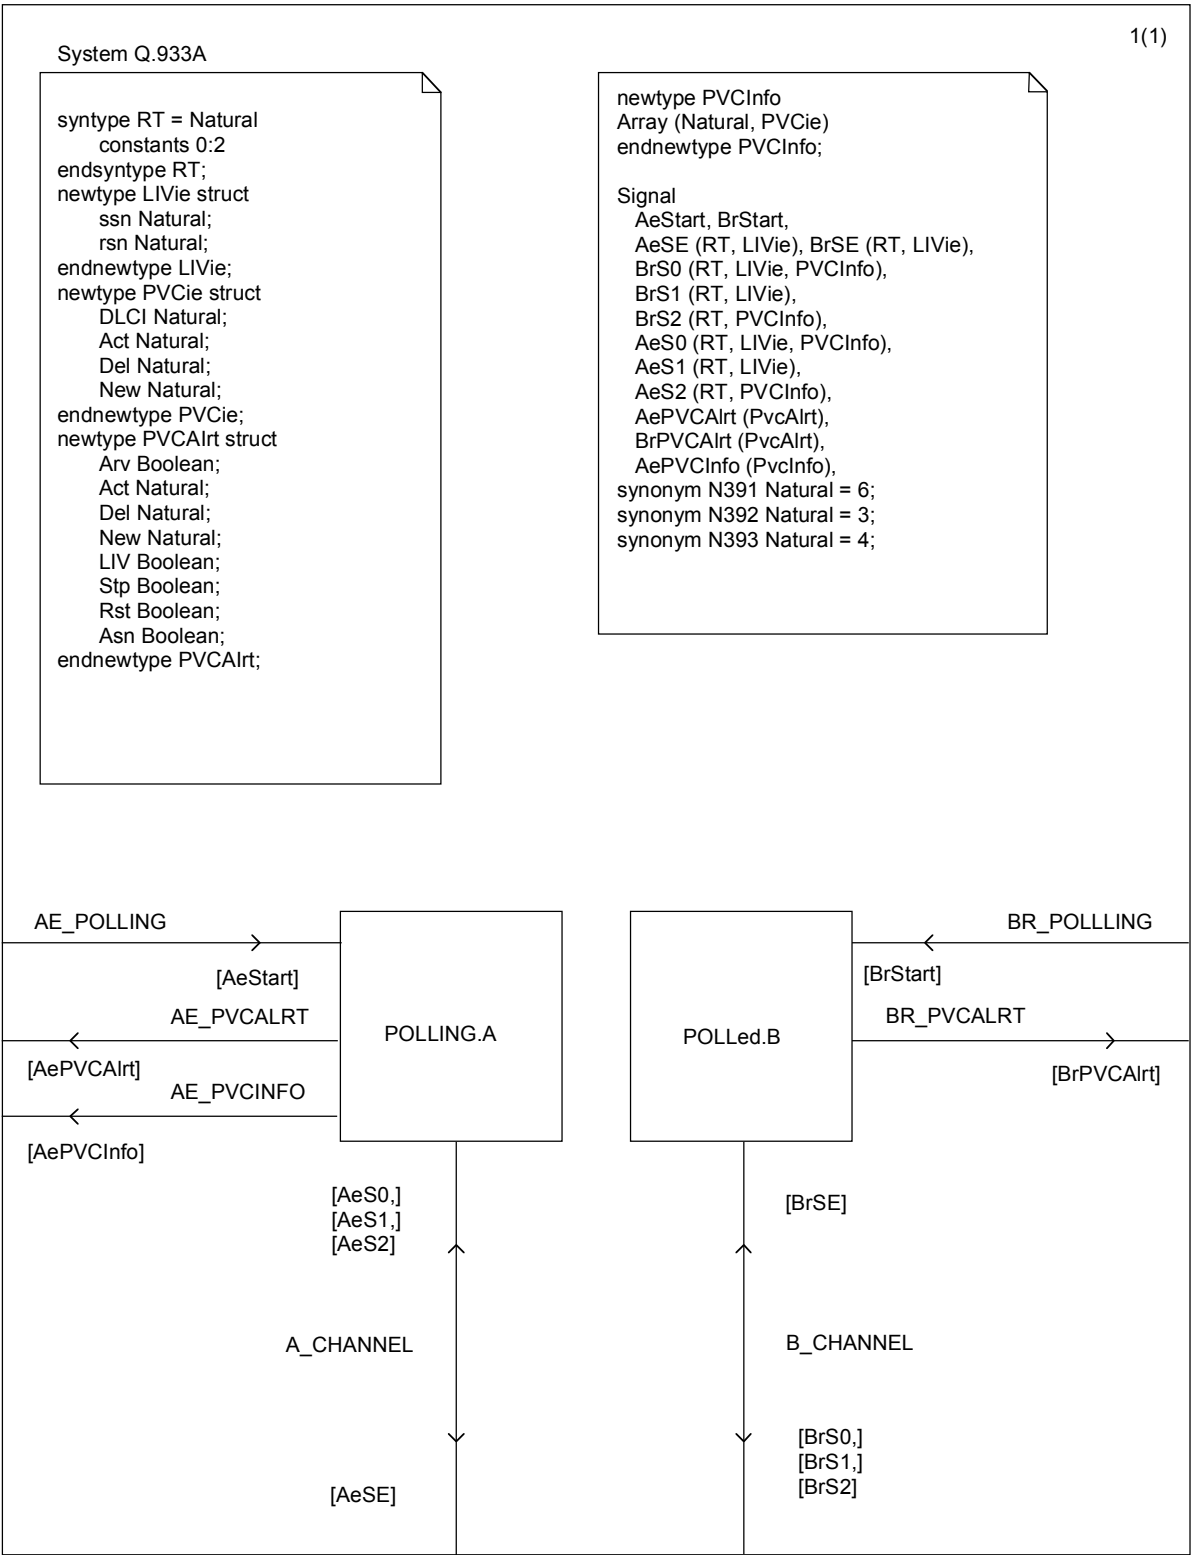 1(1)
System Q.933A
syntype RT = Natural
constants 0:2
endsyntype RT;
newtype LIVie struct
ssn Natural;
rsn Natural;
endnewtype LIVie;
newtype PVCie struct
DLCI Natural;
Act Natural;
Del Natural;
New Natural;
endnewtype PVCie;
newtype PVCAlrt struct
Arv Boolean;
Act Natural;
Del Natural;
New Natural;
LIV Boolean;
Stp Boolean;
Rst Boolean;
Asn Boolean;
endnewtype PVCAlrt;
newtype PVCInfo
Array (Natural, PVCie)
endnewtype PVCInfo;
Signal
AeStart, BrStart,
AeSE (RT, LIVie), BrSE (RT, LIVie),
BrS0 (RT, LIVie, PVCInfo),
BrS1 (RT, LIVie),
BrS2 (RT, PVCInfo),
AeS0 (RT, LIVie, PVCInfo),
AeS1 (RT, LIVie),
AeS2 (RT, PVCInfo),
AePVCAlrt (PvcAlrt),
BrPVCAlrt (PvcAlrt),
AePVCInfo (PvcInfo),
synonym N391 Natural = 6;
synonym N392 Natural = 3;
synonym N393 Natural = 4;
AE_POLLING
[AeStart]
AE_PVCALRT
[AePVCAlrt]
AE_PVCINFO
[AePVCInfo]
POLLING.A
POLLed.B
BR_POLLLING
[BrStart]
BR_PVCALRT
[BrPVCAlrt]
[AeS0,]
[AeS1,]
[AeS2]
[BrSE]
A_CHANNEL
B_CHANNEL
[AeSE]
[BrS0,]
[BrS1,]
[BrS2]